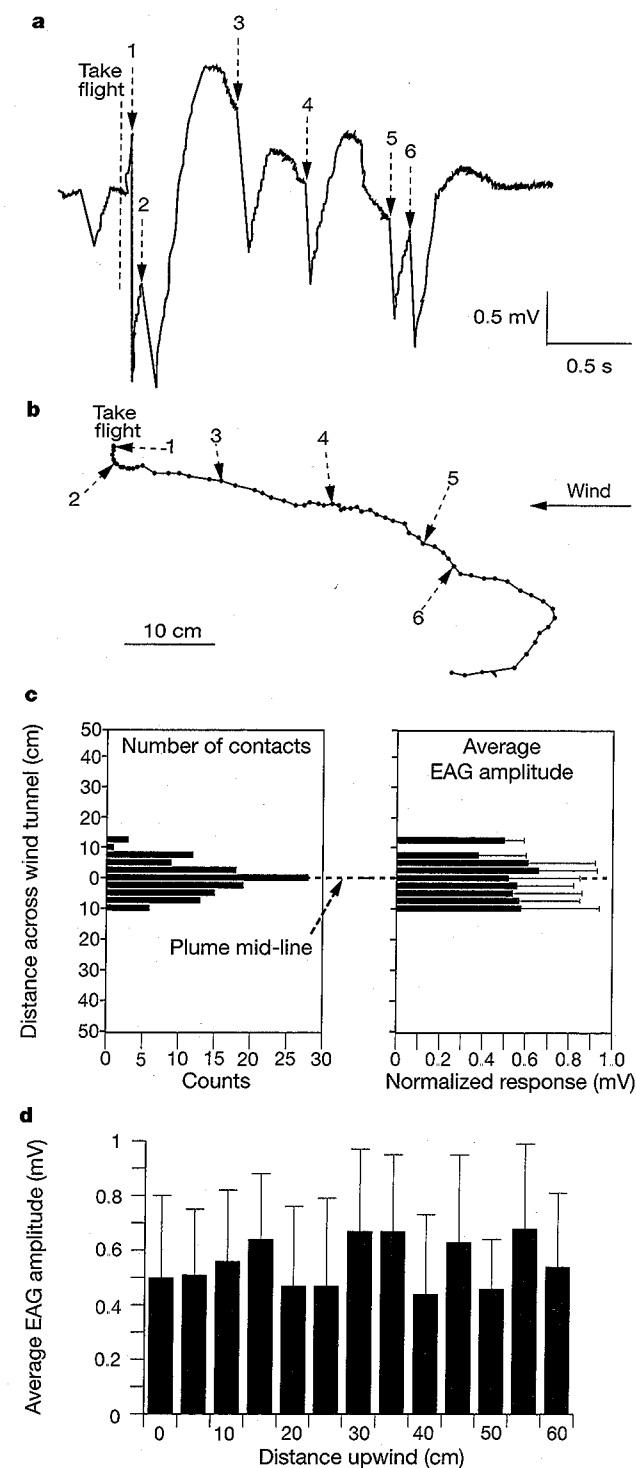 a
3
1
Take
flight
4
5
6
2
0.5 mV
0.5 s
b
Take
flight
1
3
4
5
2
Wind
6
10 cm
c
Distance across wind tunnel (cm)
50
40
30
20
10
0
10
20
30
40
50
Number of contacts
Plume mid-line
0 5 10 15 20 25 30
Counts
Average
EAG amplitude
0 0.2 0.4 0.6 0.8 1.0
Normalized response (mV)
d
Average EAG amplitude (mV)
1
0.8
0.6
0.4
0.2
0
0 10 20 30 40 50 60
Distance upwind (cm)